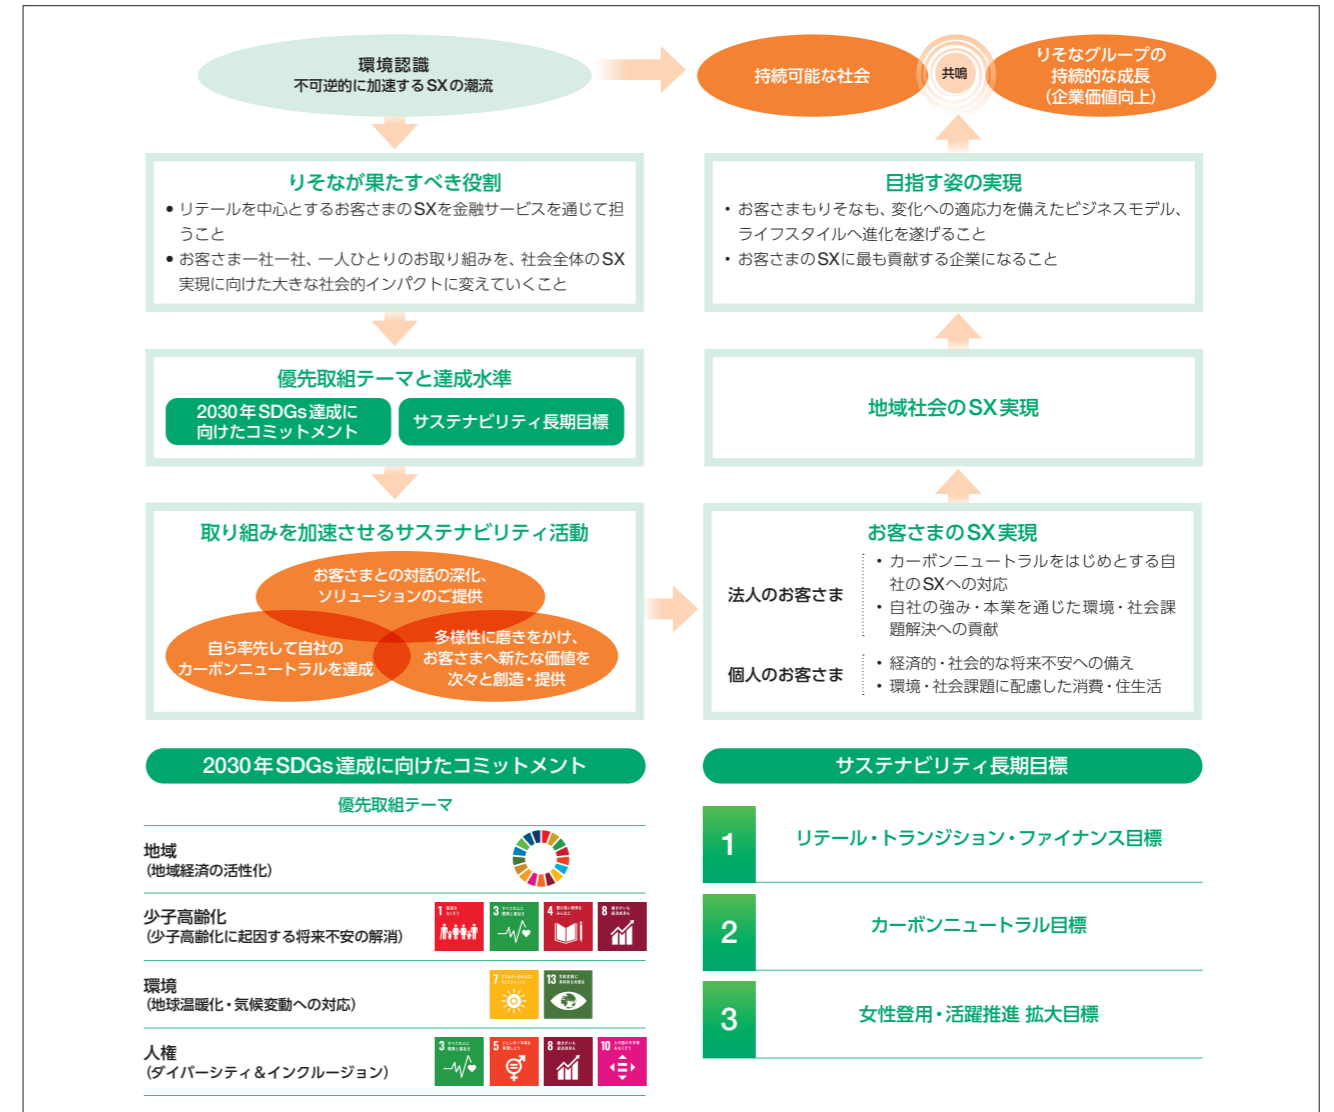 環境認識
不可逆的に加速するSXの潮流
持続可能な社会
共鳴
りそなグループの
持続的な成長
(企業価値向上)
りそなが果たすべき役割
• リテールを中心とするお客さまのSXを金融サービスを通じて担
うこと
• お客さま一社一社、一人ひとりのお取り組みを、社会全体のSX
実現に向けた大きな社会的インパクトに変えていくこと
優先取組テーマと達成水準
2030年SDGs達成に
向けたコミットメント
サステナビリティ長期目標
取り組みを加速させるサステナビリティ活動
お客さまとの対話の深化、
ソリューションのご提供
自ら率先して自社の
カーボンニュートラルを達成
多様性に磨きをかけ、
お客さまへ新たな価値を
次々と創造・提供
目指す姿の実現
• お客さまもりそなも、変化への適応力を備えたビジネスモデル、
ライフスタイルへ進化を遂げること
• お客さまのSXに最も貢献する企業になること
地域社会のSX実現
お客さまのSX実現
法人のお客さま
• カーボンニュートラルをはじめとする自
社のSXへの対応
• 自社の強み・本業を通じた環境・社会課
題解決への貢献
個人のお客さま
• 経済的・社会的な将来不安への備え
• 環境・社会課題に配慮した消費・住生活
2030年SDGs達成に向けたコミットメント
優先取組テーマ
地域
(地域経済の活性化)
少子高齢化
(少子高齢化に起因する将来不安の解消)
1
3
4
8
環境
(地球温暖化・気候変動への対応)
7
13
人権
(ダイバーシティ&インクルージョン)
3
5
8
10
サステナビリティ長期目標
1
リテール・トランジション・ファイナンス目標
2
カーボンニュートラル目標
3
女性登用・活躍推進 拡大目標